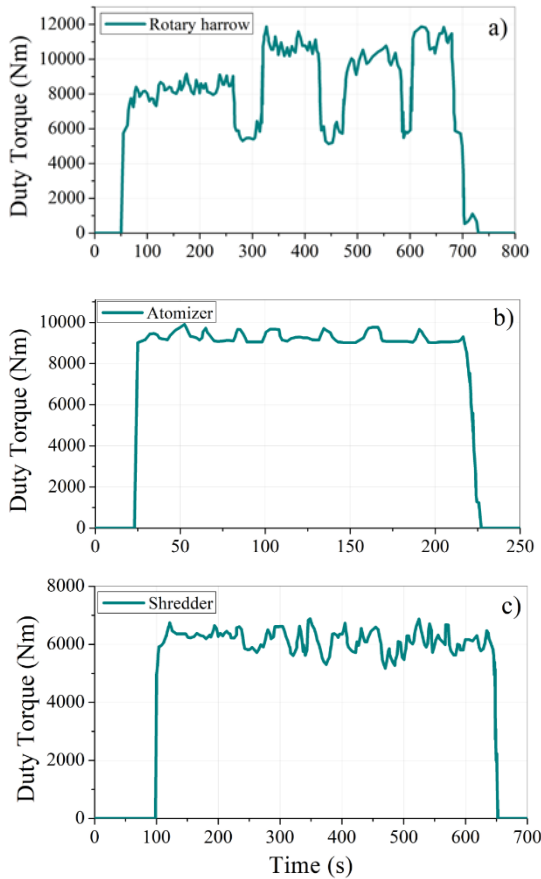 Rotary harrow
a)
Duty Torque (Nm)
12000
10000
8000
6000
4000
2000
0
0 100 200 300 400 500 600 700 800
Atomizer
b)
Duty Torque (Nm)
10000
8000
6000
4000
2000
0
0 50 100 150 200 250
Shredder
c)
Duty Torque (Nm)
8000
6000
4000
2000
0
0 100 200 300 400 500 600 700
Time (s)